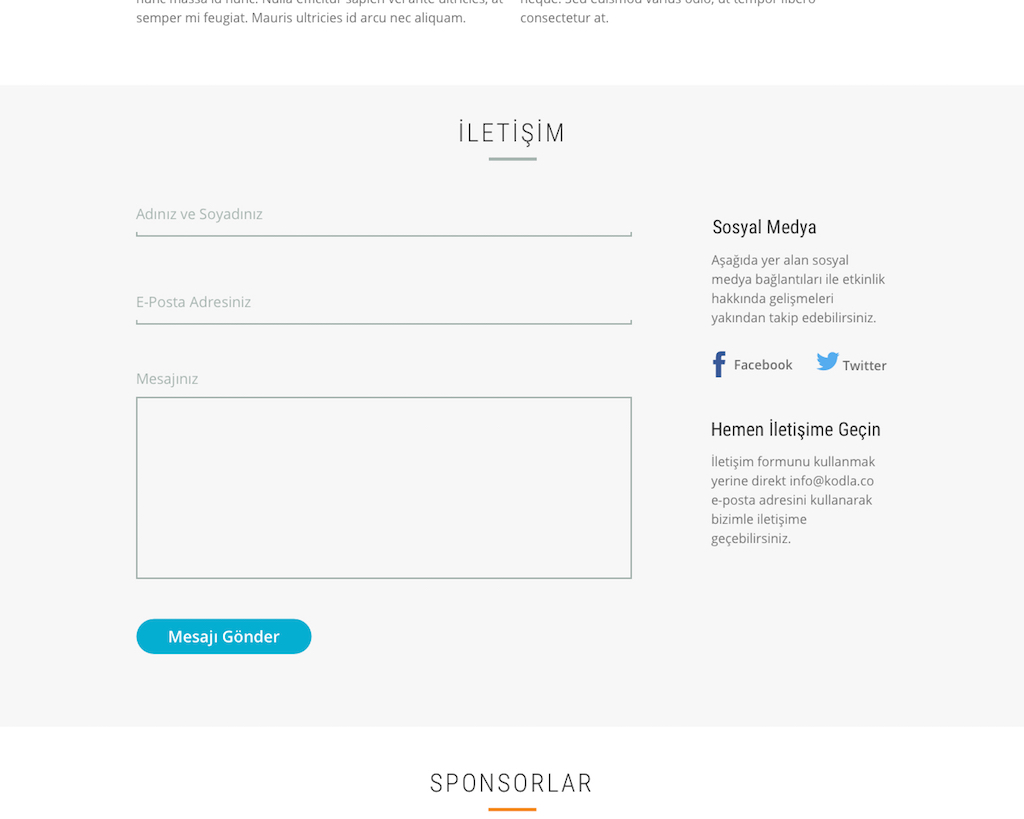 semper mi feugiat. Mauris ultricies id arcu nec aliquam.
consectetur at.
İLETİŞİM
Adınız ve Soyadınız
E-Posta Adresiniz
Mesajınız
Mesajı Gönder
Sosyal Medya
Aşağıda yer alan sosyal
medya bağlantıları ile etkinlik
hakkında gelişmeleri
yakından takip edebilirsiniz.
Facebook
Twitter
Hemen İletişime Geçin
İletişim formunu kullanmak
yerine direkt info@kodla.co
e-posta adresini kullanarak
bizimle iletişime
geçebilirsiniz.
SPONSORLAR